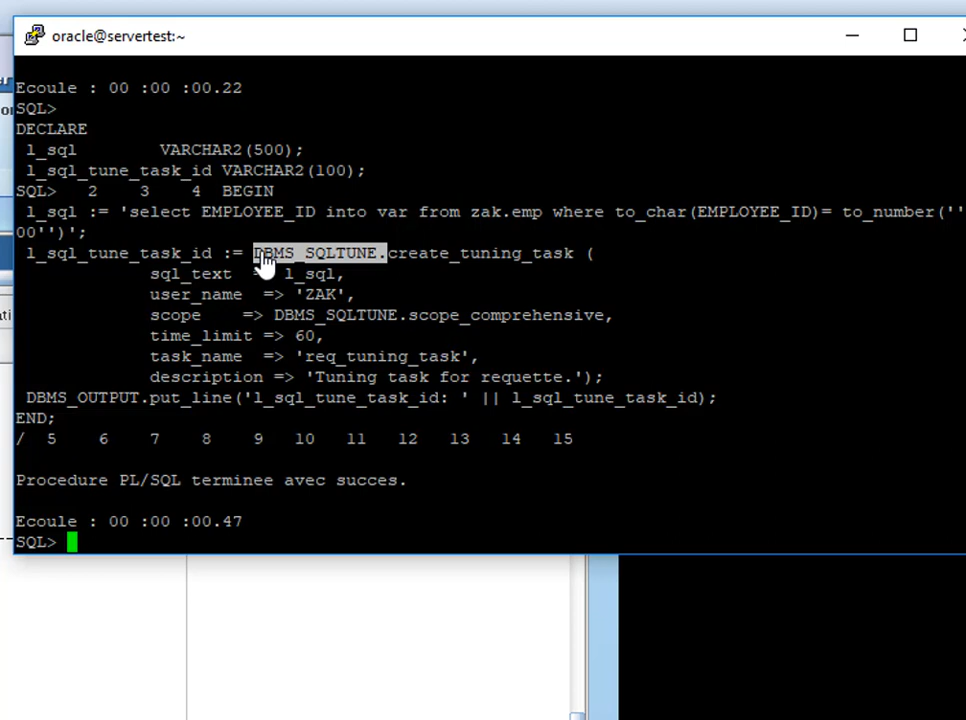 oracle@servertest:~
Ecoule : 00 :00 :00.22
SQL>
DECLARE
l_sql VARCHAR2(500);
l_sql_tune_task_id VARCHAR2(100);
SQL> 2 3 4 BEGIN
l_sql := 'select EMPLOYEE_ID into var from zak.emp where to_char(EMPLOYEE_ID)= to_number(''
00'')';
l_sql_tune_task_id := DBMS_SQLTUNE.create_tuning_task (
sql_text => l_sql,
user_name => 'ZAK',
scope => DBMS_SQLTUNE.scope_comprehensive,
time_limit => 60,
task_name => 'req_tuning_task',
description => 'Tuning task for requette.');
DBMS_OUTPUT.put_line('l_sql_tune_task_id: ' || l_sql_tune_task_id);
END;
/ 5 6 7 8 9 10 11 12 13 14 15
Procedure PL/SQL terminee avec succes.
Ecoule : 00 :00 :00.47
SQL>